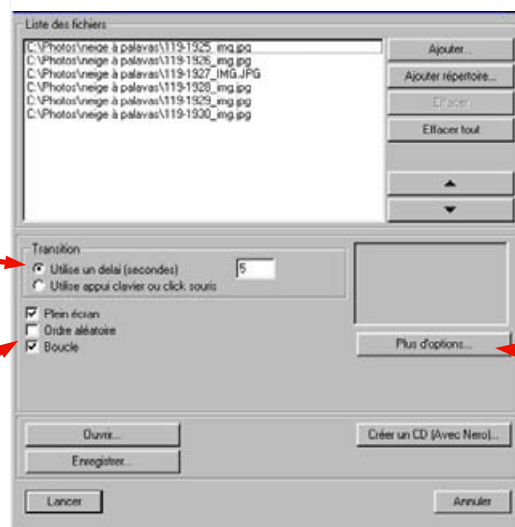 Liste des fichiers
C:\Photos\neige à palavas\119-1925_img.jpg
C:\Photos\neige à palavas\119-1926_img.jpg
C:\Photos\neige à palavas\119-1927_IMG.JPG
C:\Photos\neige à palavas\119-1928_img.jpg
C:\Photos\neige à palavas\119-1929_img.jpg
C:\Photos\neige à palavas\119-1930_img.jpg
Ajouter...
Ajouter répertoire...
Effacer
Effacer tout
Transition
Utilise un delai (secondes) 5
Utilise appui clavier ou click souris
Plein écran
Ordre aléatoire
Boucle
Plus d'options...
Ouvrir...
Créer un CD (Avec Nero)...
Enregistrer...
Lancer
Annuler